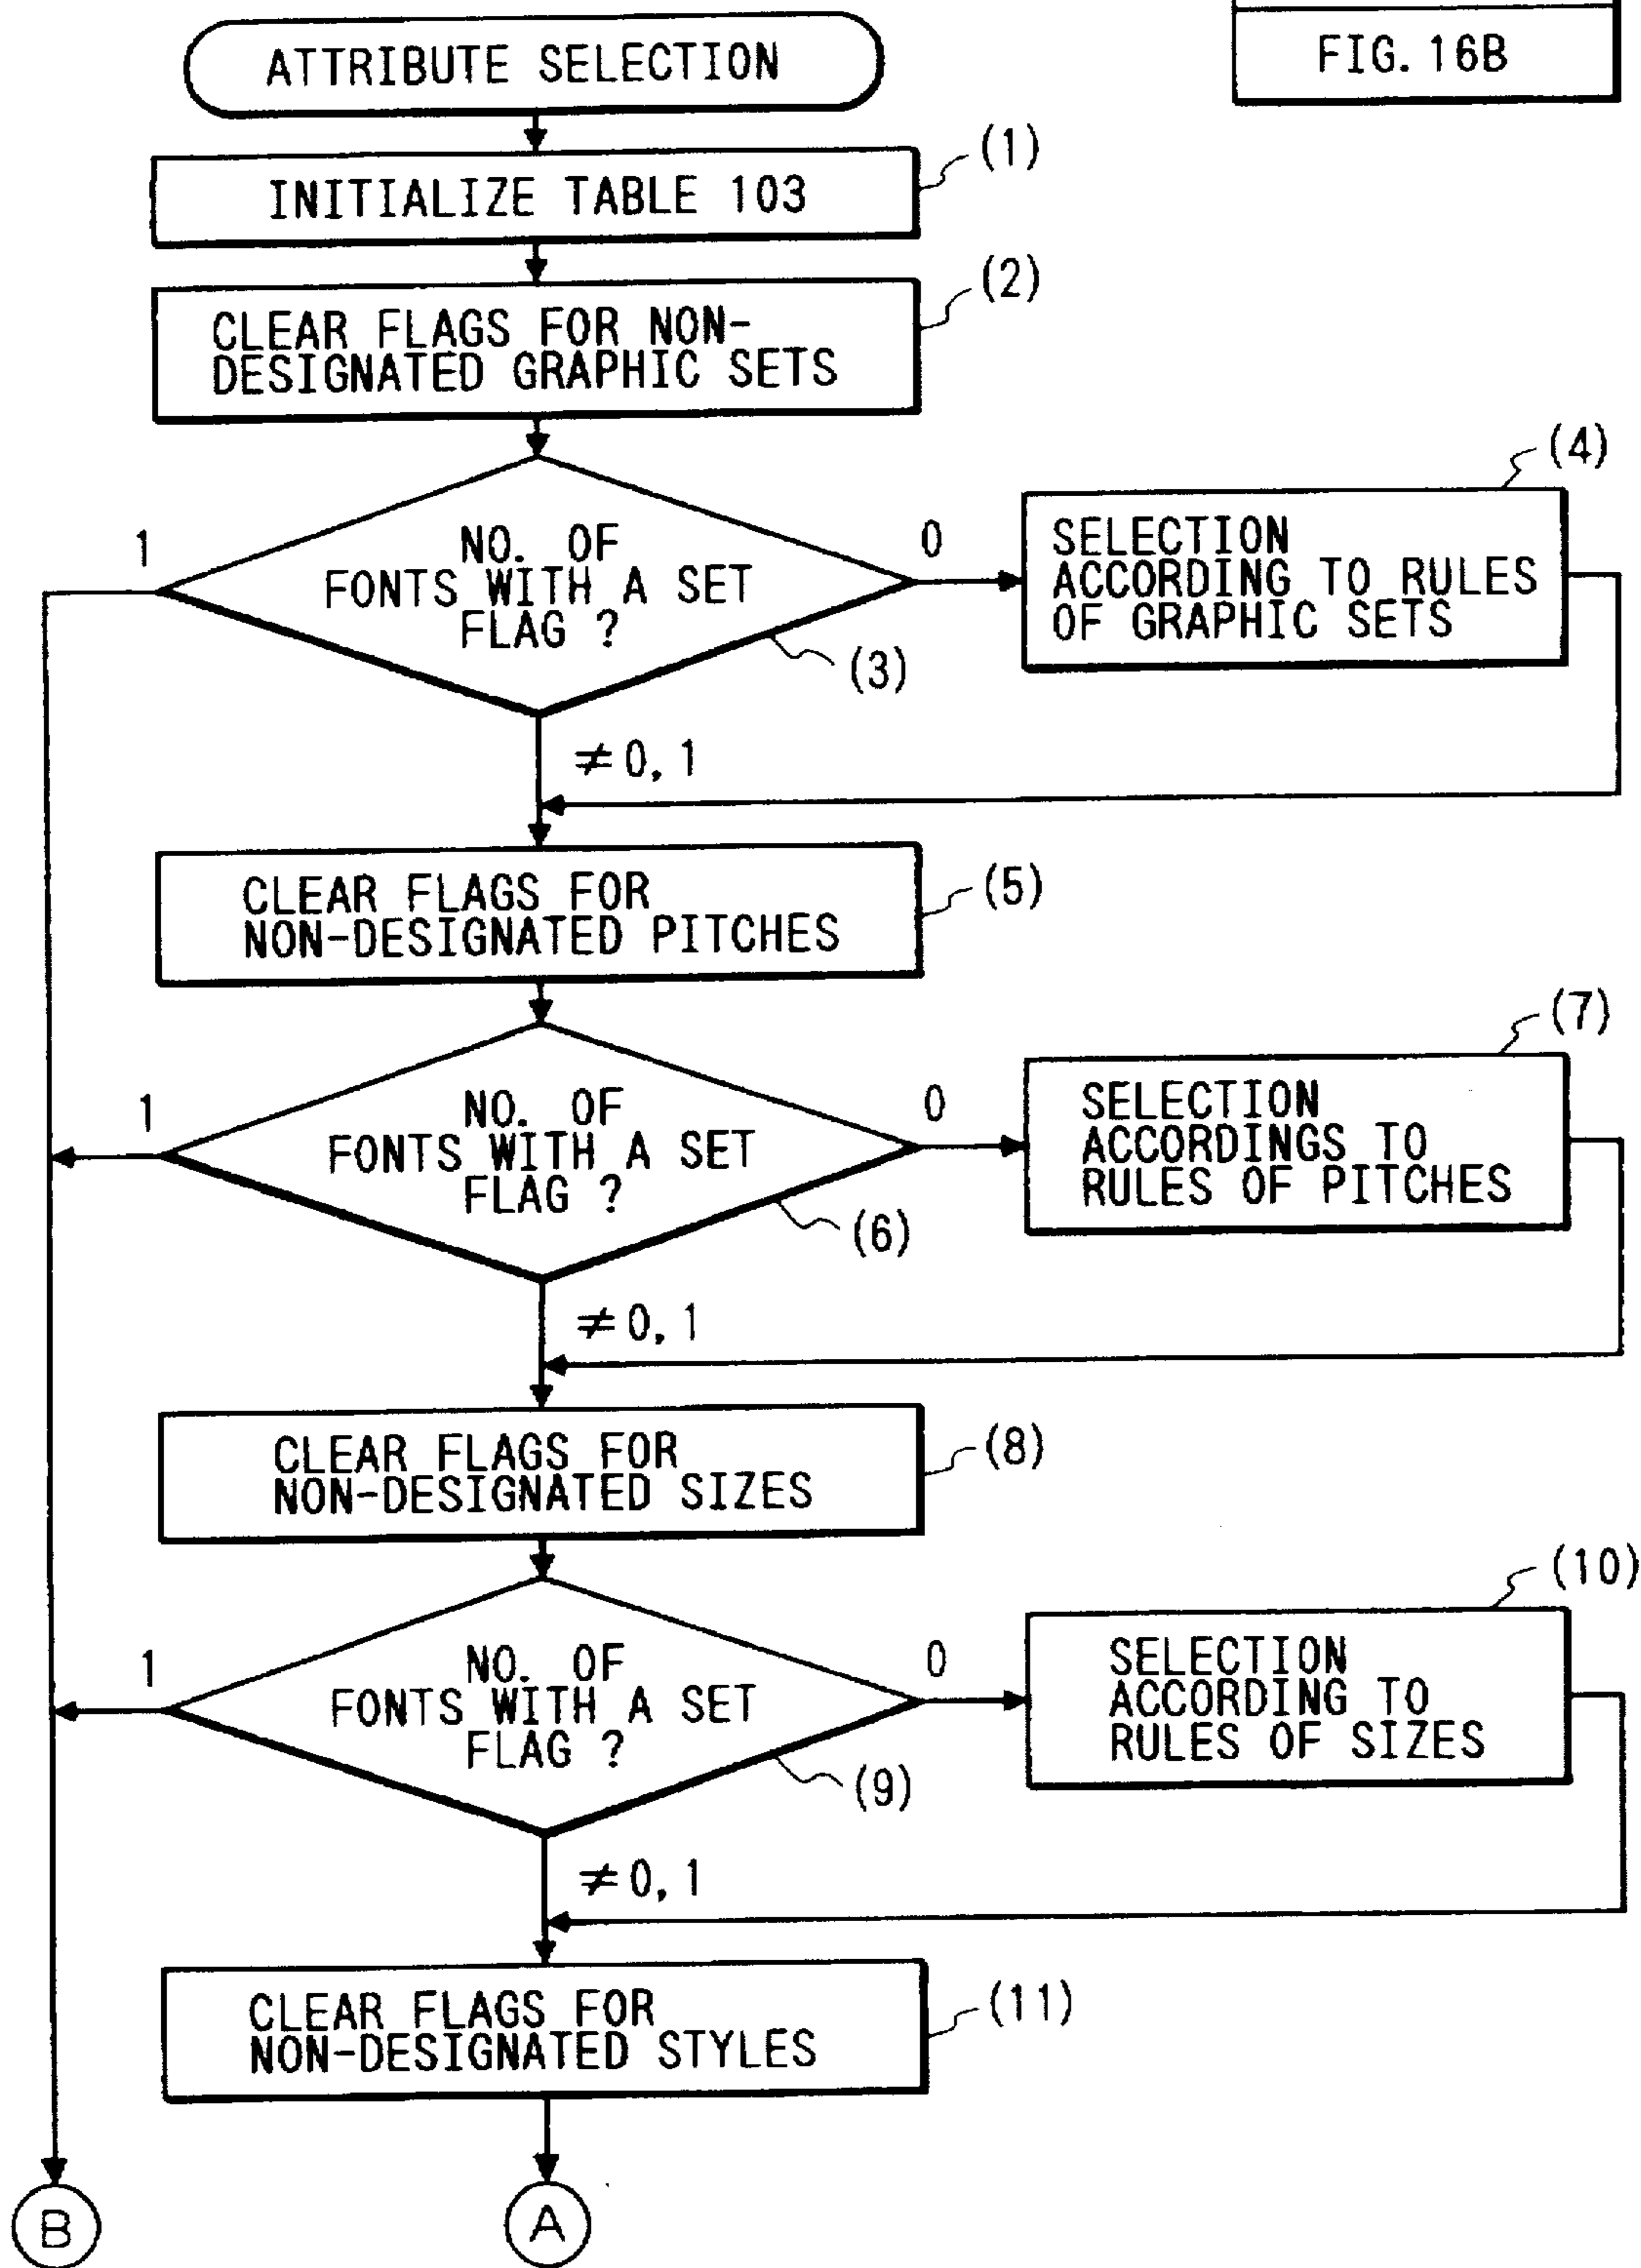 FIG. 16B
ATTRIBUTE SELECTION
(1)
INITIALIZE TABLE 103
(2)
CLEAR FLAGS FOR NON-
DESIGNATED GRAPHIC SETS
(4)
1
NO. OF
FONTS WITH A SET
FLAG ?
0
SELECTION
ACCORDING TO RULES
OF GRAPHIC SETS
(3)
≠0, 1
CLEAR FLAGS FOR
NON-DESIGNATED PITCHES
(5)
(7)
1
NO. OF
FONTS WITH A SET
FLAG ?
0
SELECTION
ACCORDINGS TO
RULES OF PITCHES
(6)
≠0, 1
CLEAR FLAGS FOR
NON-DESIGNATED SIZES
(8)
(10)
1
NO. OF
FONTS WITH A SET
FLAG ?
0
SELECTION
ACCORDING TO
RULES OF SIZES
(9)
≠0, 1
CLEAR FLAGS FOR
NON-DESIGNATED STYLES
(11)
B
A